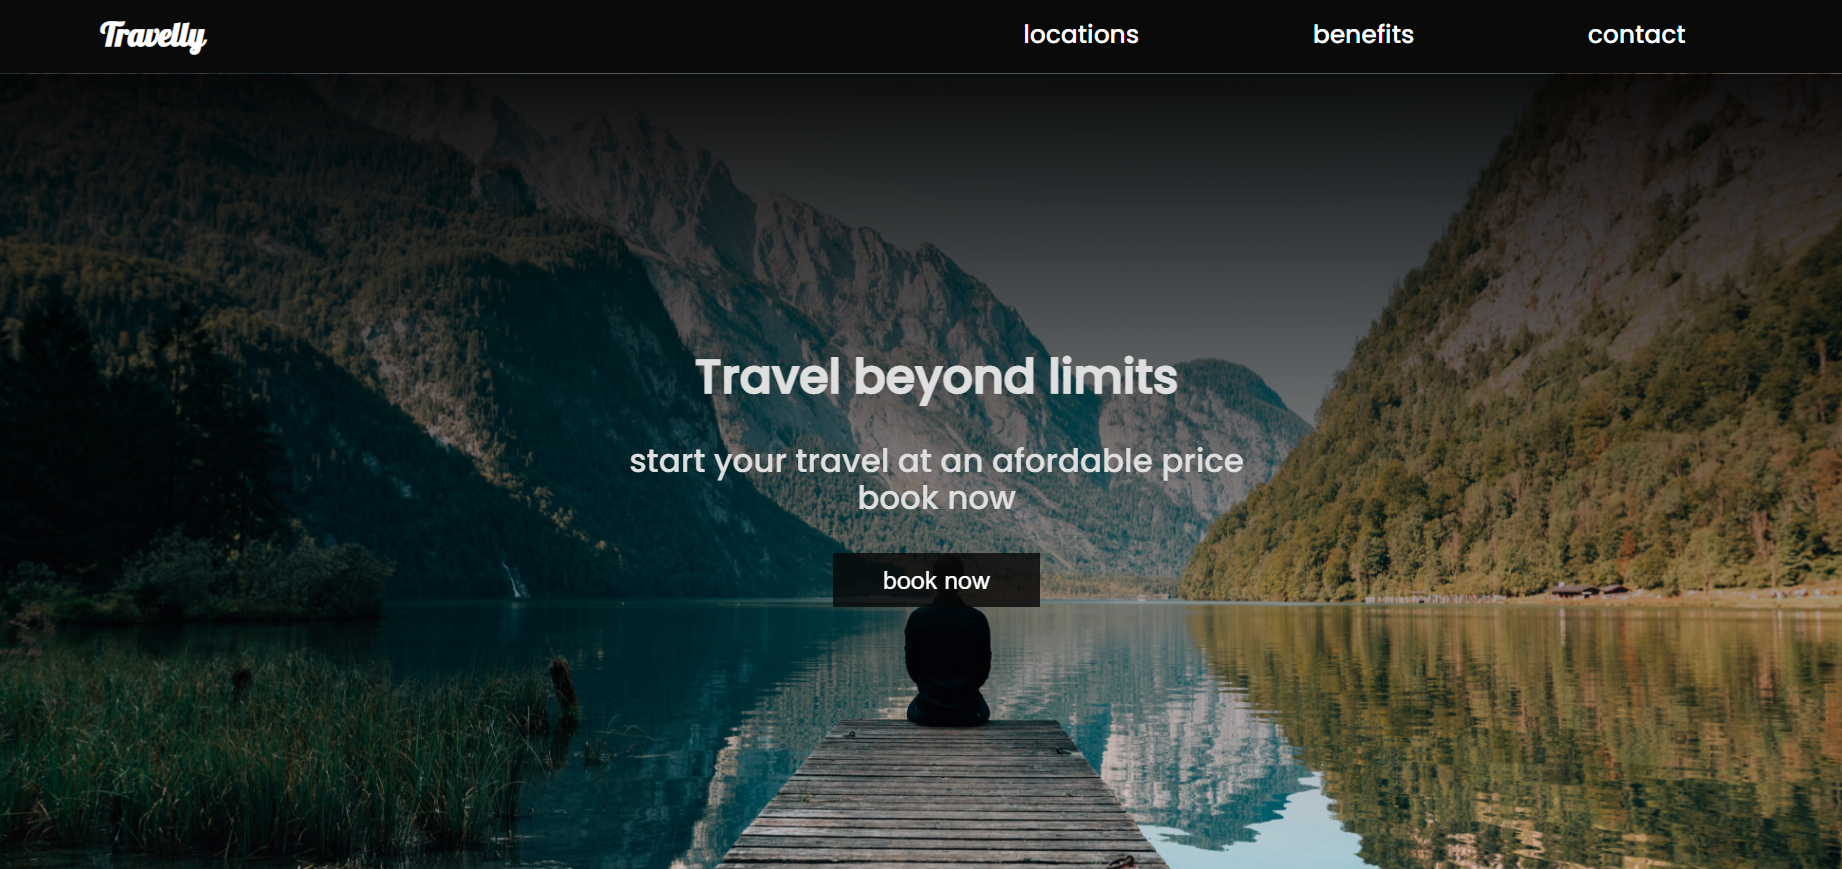 Travelly
locations
benefits
contact
Travel beyond limits
start your travel at an afordable price
book now
book now